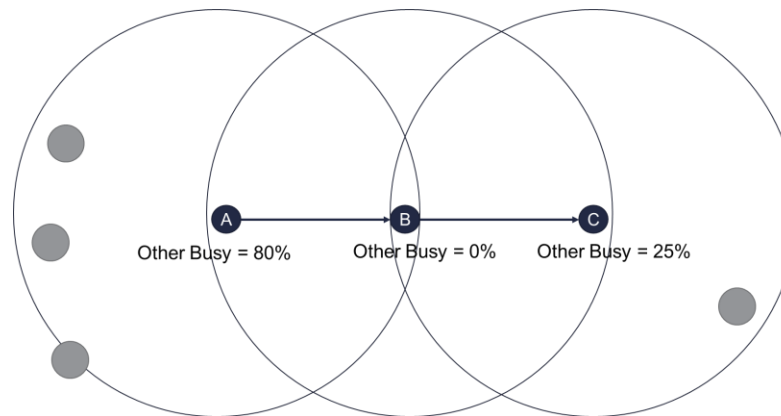 A
B
C
Other Busy = 80%
Other Busy = 0%
Other Busy = 25%